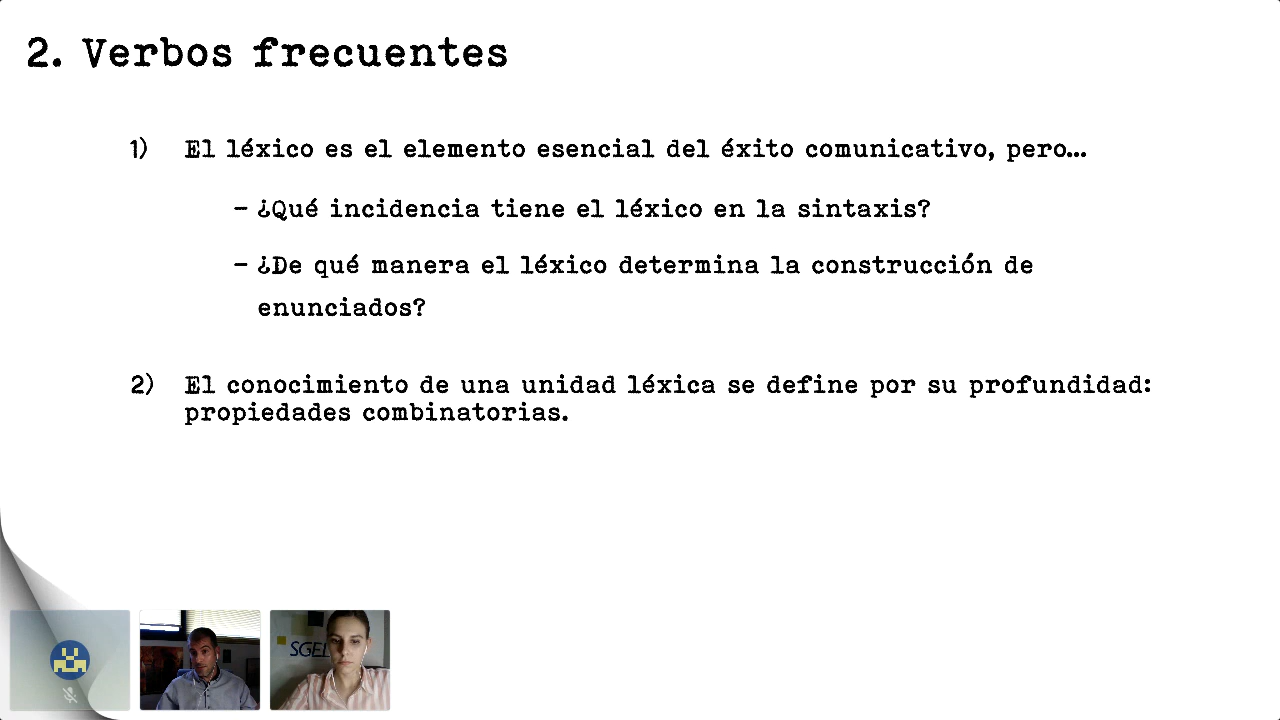 2. Verbos frecuentes
1) El léxico es el elemento esencial del éxito comunicativo, pero...
– ¿Qué incidencia tiene el léxico en la sintaxis?
– ¿De qué manera el léxico determina la construcción de
enunciados?
2) El conocimiento de una unidad léxica se define por su profundidad:
propiedades combinatorias.
SGEL